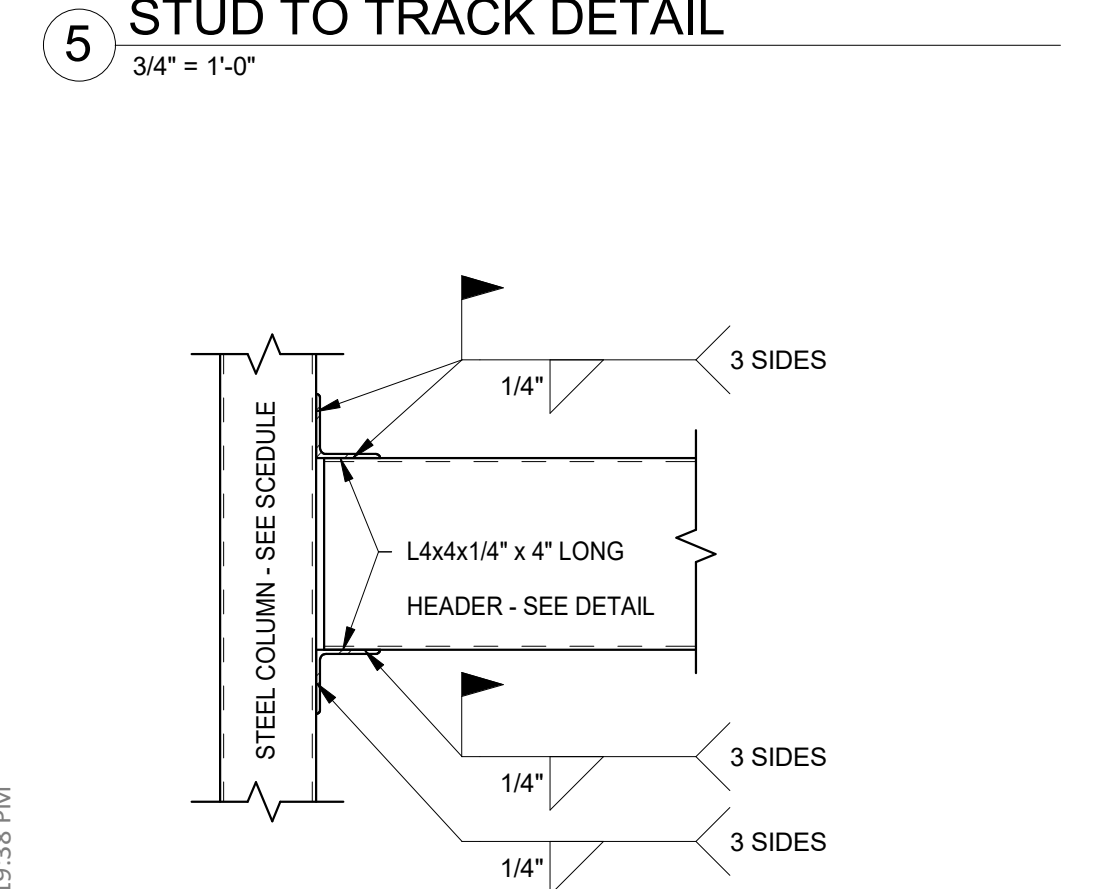 5
STUD TO TRACK DETAIL
3/4" = 1'-0"
3 SIDES
1/4"
STEEL COLUMN - SEE SCEDULE
L4x4x1/4" x 4" LONG
HEADER - SEE DETAIL
3 SIDES
1/4"
3 SIDES
1/4"